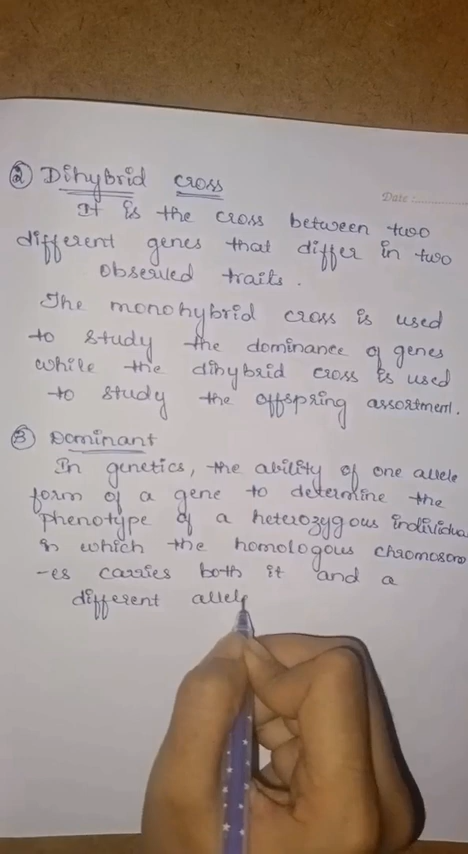 ② Dihybrid cross
Date :
It is the cross between two
different genes that differ in two
observed traits.
The monohybrid cross is used
to study the dominance of genes
while the dihybrid cross is used
to study the offspring assortment.
③ Dominant
In genetics, the ability of one allele
form of a gene to determine the
phenotype of a heterozygous individua
in which the homologous chromosom
-es carries both it and a
different allele